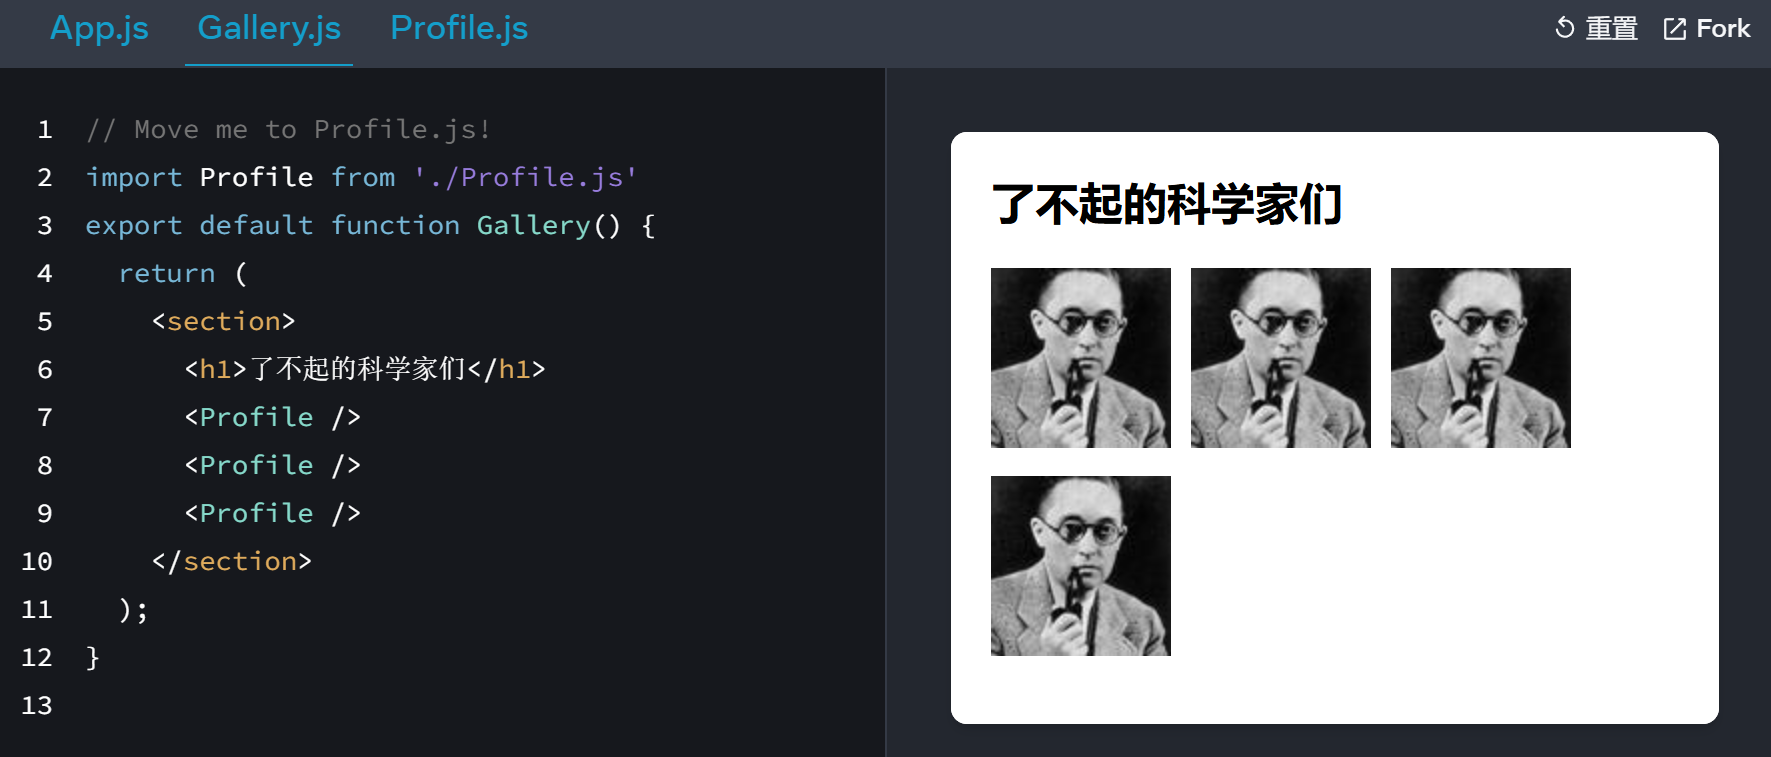 App.js Gallery.js Profile.js 重置 Fork
1 // Move me to Profile.js!
2 import Profile from './Profile.js'
3 export default function Gallery() {
4 return (
5 <section>
6 <h1>了不起的科学家们</h1>
7 <Profile />
8 <Profile />
9 <Profile />
10 </section>
11 );
12 }
13
了不起的科学家们